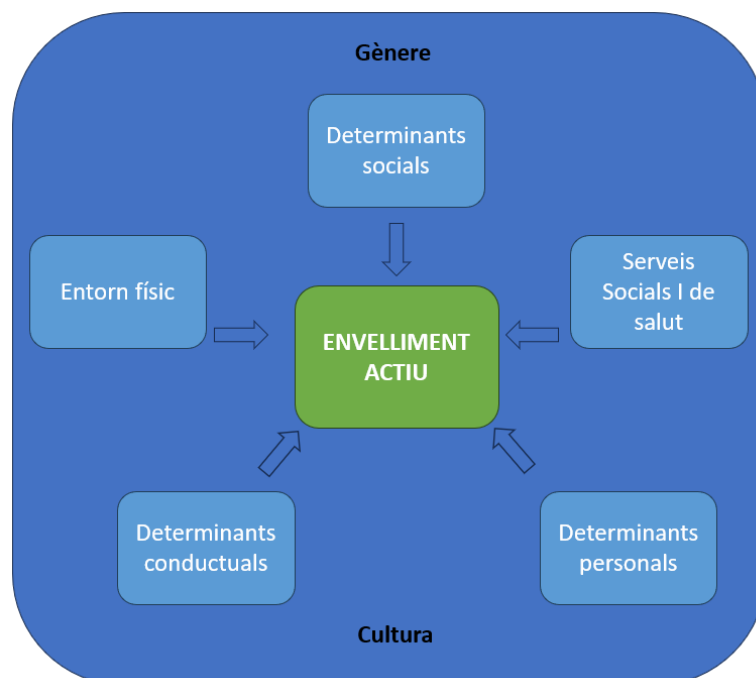 Gènere
Determinants
socials
Entorn físic
Serveis
Socials I de
salut
ENVELLIMENT
ACTIU
Determinants
conductuals
Determinants
personals
Cultura